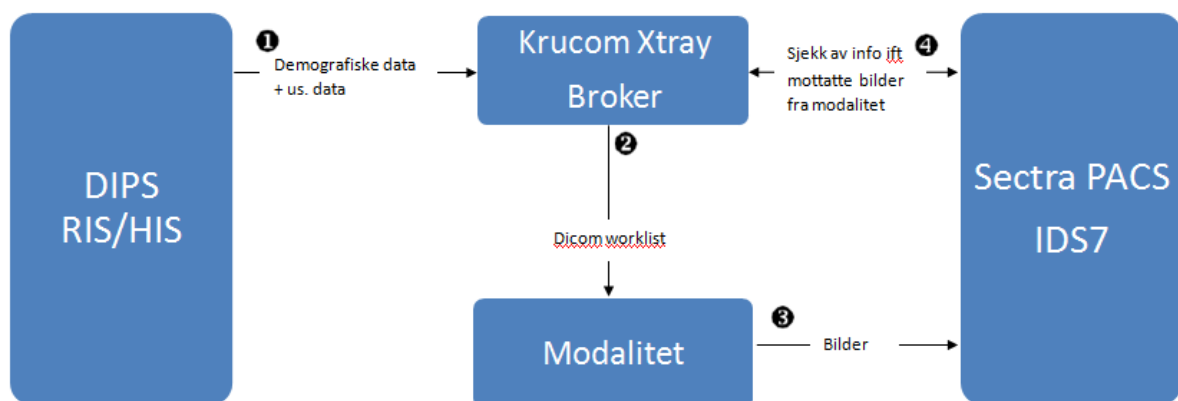 DIPS
RIS/HIS
❶
Demografiske data
+ us. data
Krucom Xtray
Broker
❷
Dicom worklist
Modalitet
❸
Bilder
Sjekk av info ift
mottatte bilder
fra modalitet
❹
Sectra PACS
IDS7